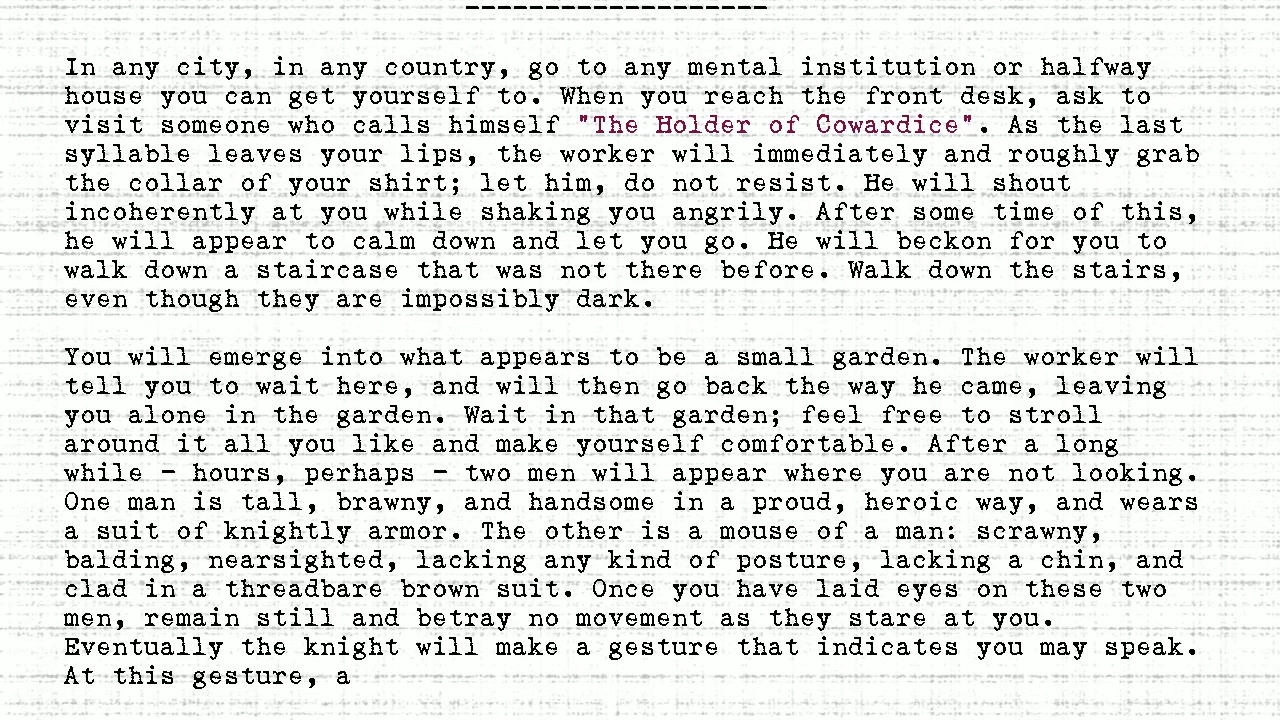 -------------------
In any city, in any country, go to any mental institution or halfway
house you can get yourself to. When you reach the front desk, ask to
visit someone who calls himself "The Holder of Cowardice". As the last
syllable leaves your lips, the worker will immediately and roughly grab
the collar of your shirt; let him, do not resist. He will shout
incoherently at you while shaking you angrily. After some time of this,
he will appear to calm down and let you go. He will beckon for you to
walk down a staircase that was not there before. Walk down the stairs,
even though they are impossibly dark.
You will emerge into what appears to be a small garden. The worker will
tell you to wait here, and will then go back the way he came, leaving
you alone in the garden. Wait in that garden; feel free to stroll
around it all you like and make yourself comfortable. After a long
while - hours, perhaps - two men will appear where you are not looking.
One man is tall, brawny, and handsome in a proud, heroic way, and wears
a suit of knightly armor. The other is a mouse of a man: scrawny,
balding, nearsighted, lacking any kind of posture, lacking a chin, and
clad in a threadbare brown suit. Once you have laid eyes on these two
men, remain still and betray no movement as they stare at you.
Eventually the knight will make a gesture that indicates you may speak.
At this gesture, a